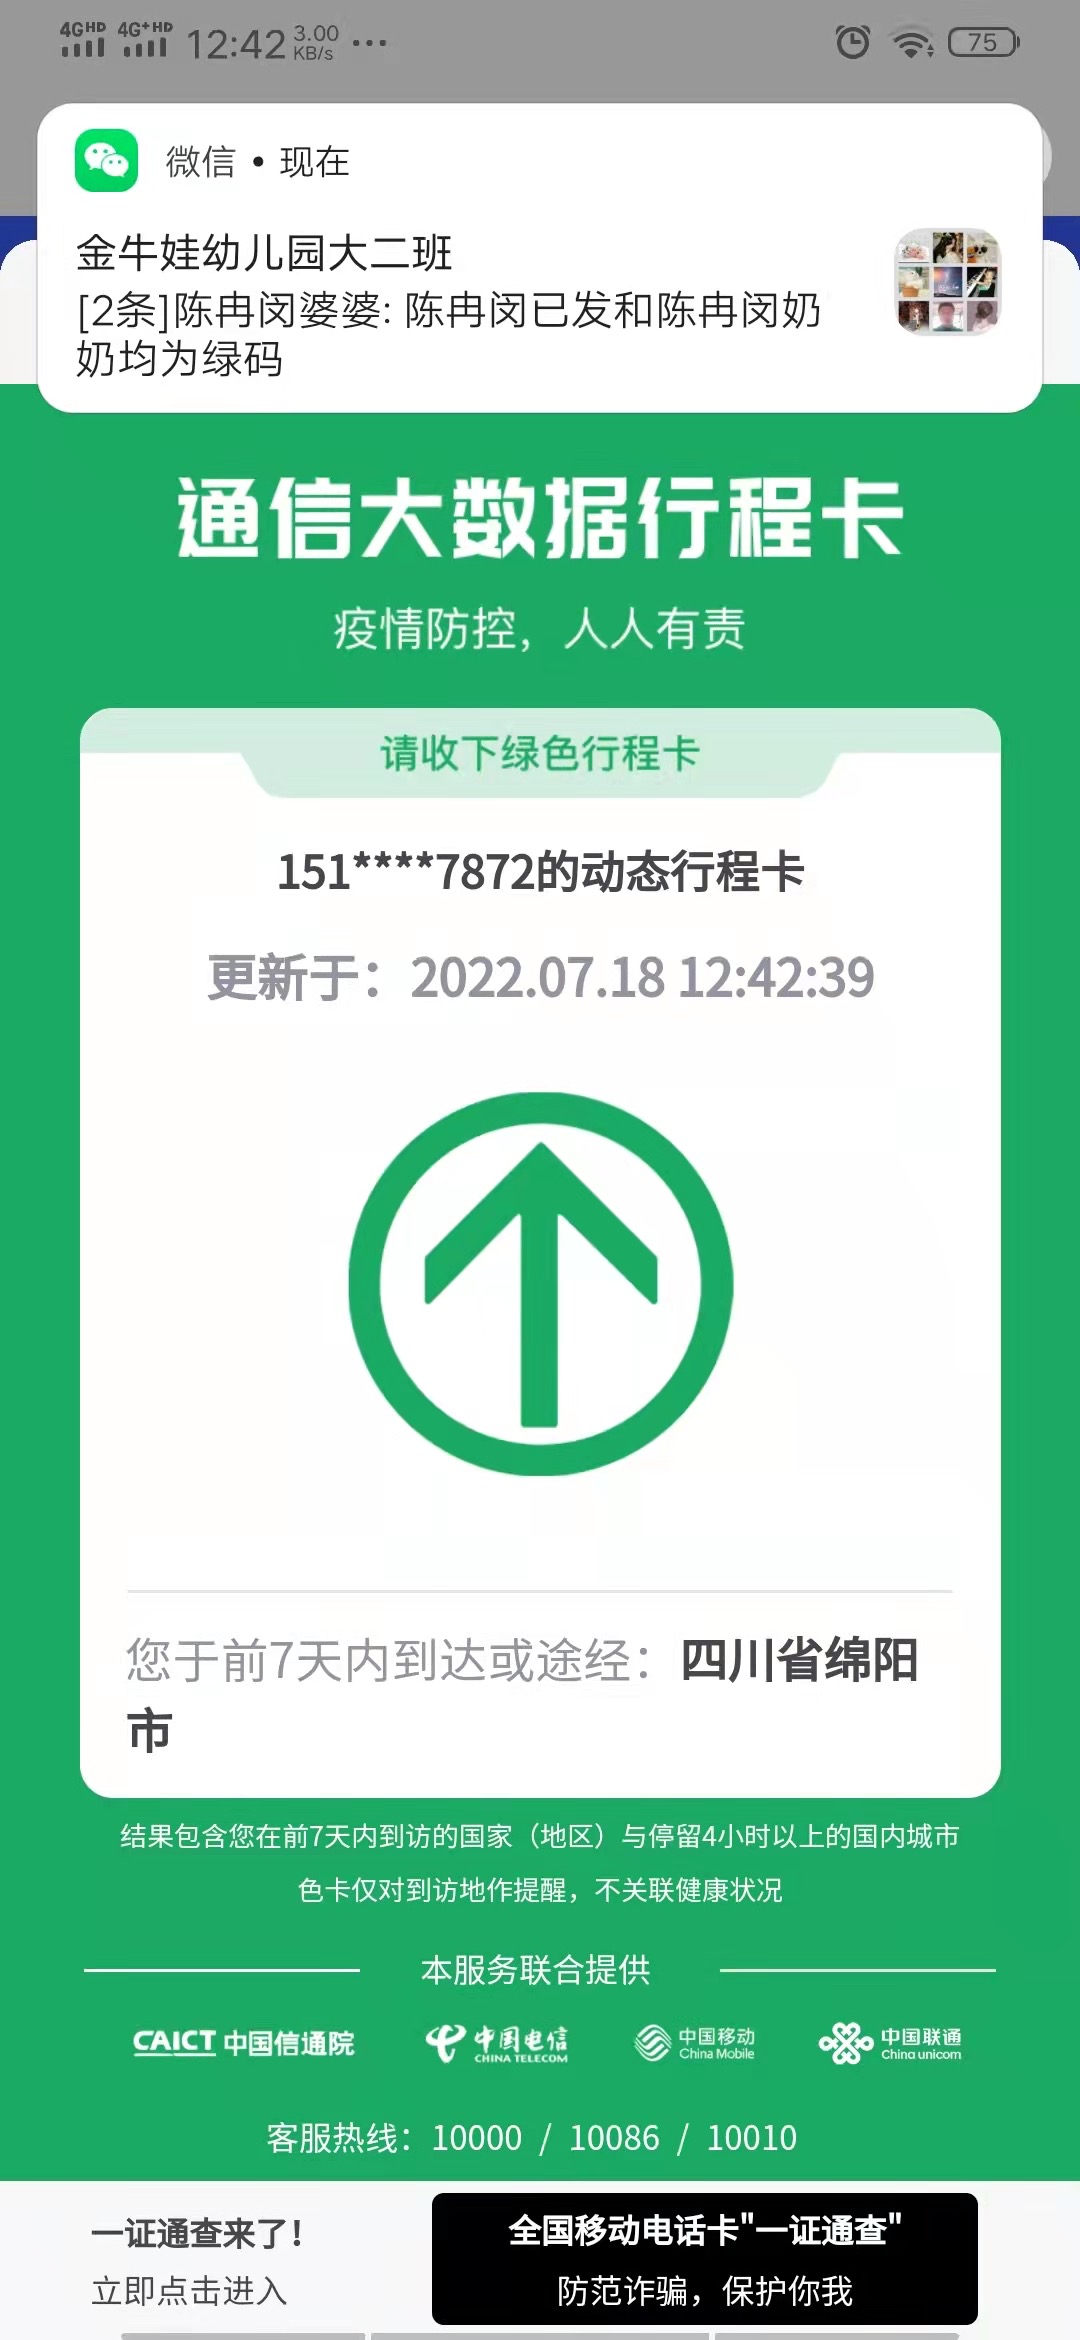 4GHD 4G+HD 12:42 3.00 KB/s ... 75
微信 • 现在
金牛娃幼儿园大二班
[2条]陈冉闵婆婆: 陈冉闵已发和陈冉闵奶
奶均为绿码
通信大数据行程卡
疫情防控，人人有责
请收下绿色行程卡
151****7872的动态行程卡
更新于：2022.07.18 12:42:39
您于前7天内到达或途经：四川省绵阳
市
结果包含您在前7天内到访的国家（地区）与停留4小时以上的国内城市
色卡仅对到访地作提醒，不关联健康状况
本服务联合提供
CAICT 中国信通院 中国电信 CHINA TELECOM 中国移动 China Mobile 中国联通 China unicom
客服热线：10000 / 10086 / 10010
一证通查来了！
立即点击进入
全国移动电话卡"一证通查"
防范诈骗，保护你我